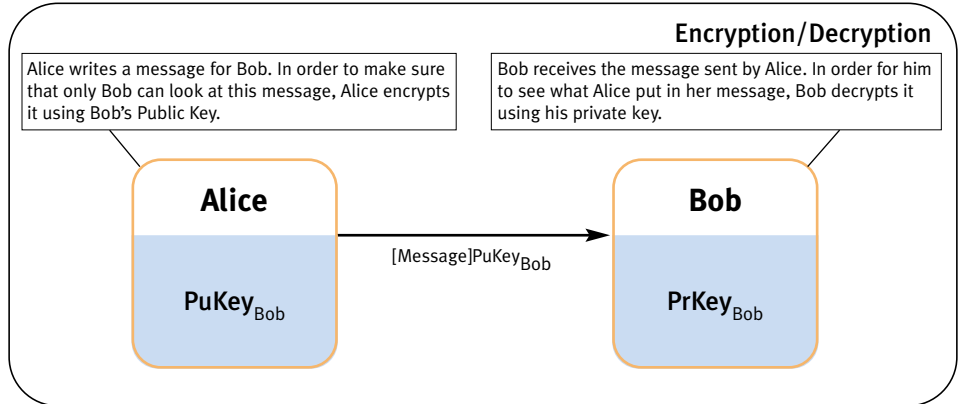 Encryption/Decryption
Alice writes a message for Bob. In order to make sure
that only Bob can look at this message, Alice encrypts
it using Bob's Public Key.
Bob receives the message sent by Alice. In order for him
to see what Alice put in her message, Bob decrypts it
using his private key.
Alice
Bob
[Message]PuKeyBob
PuKeyBob
PrKeyBob